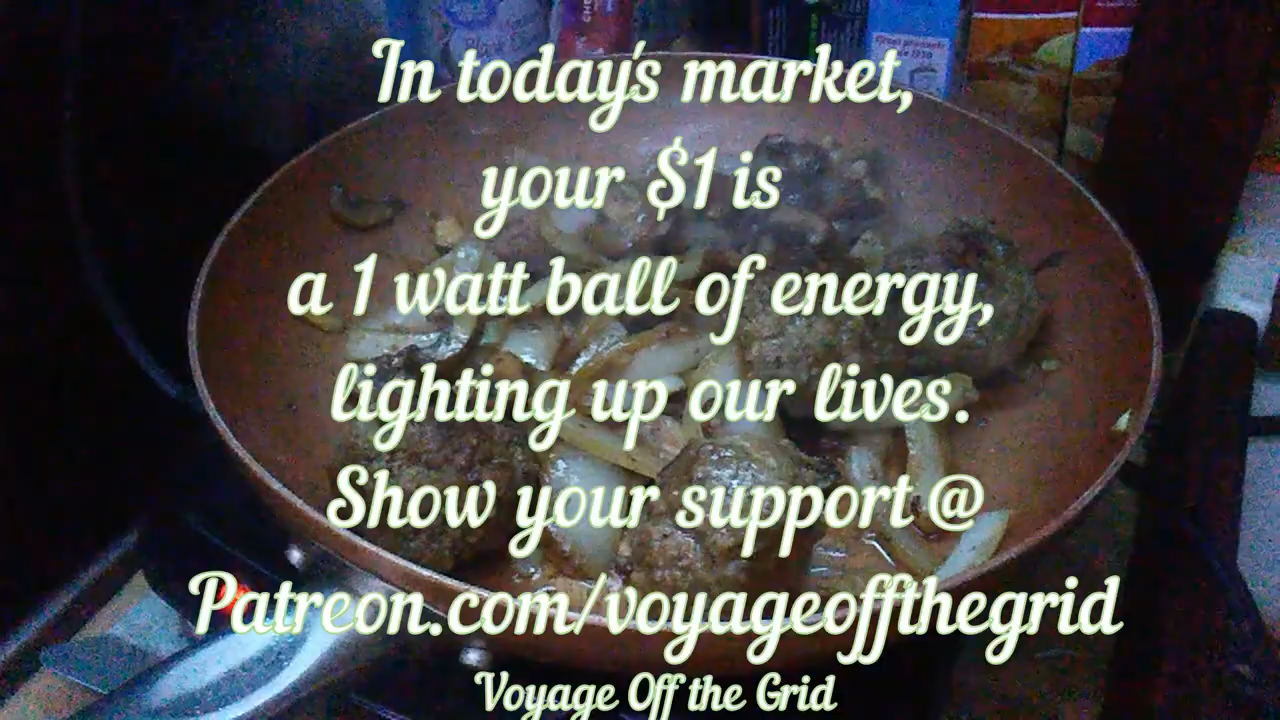 In today's market,
your $1 is
a 1 watt ball of energy,
lighting up our lives.
Show your support @
Patreon.com/voyageoffthegrid
Voyage Off the Grid